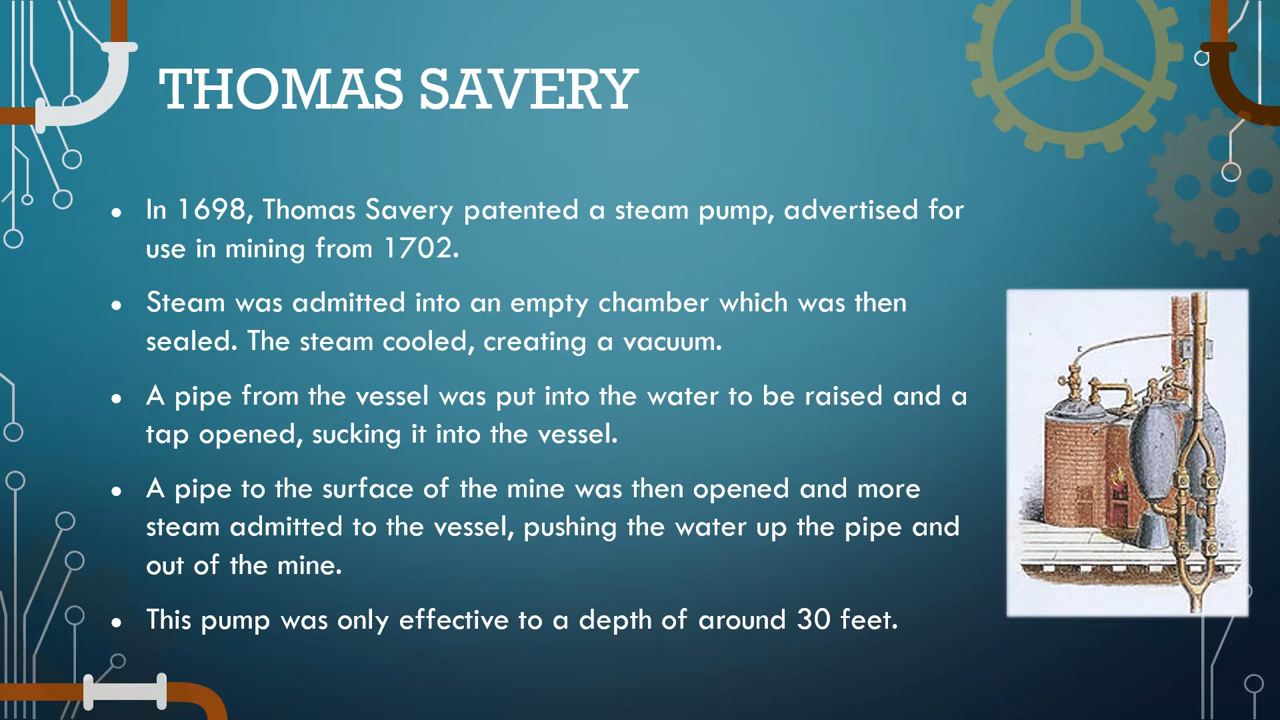 THOMAS SAVERY
• In 1698, Thomas Savery patented a steam pump, advertised for
use in mining from 1702.
• Steam was admitted into an empty chamber which was then
sealed. The steam cooled, creating a vacuum.
• A pipe from the vessel was put into the water to be raised and a
tap opened, sucking it into the vessel.
• A pipe to the surface of the mine was then opened and more
steam admitted to the vessel, pushing the water up the pipe and
out of the mine.
• This pump was only effective to a depth of around 30 feet.